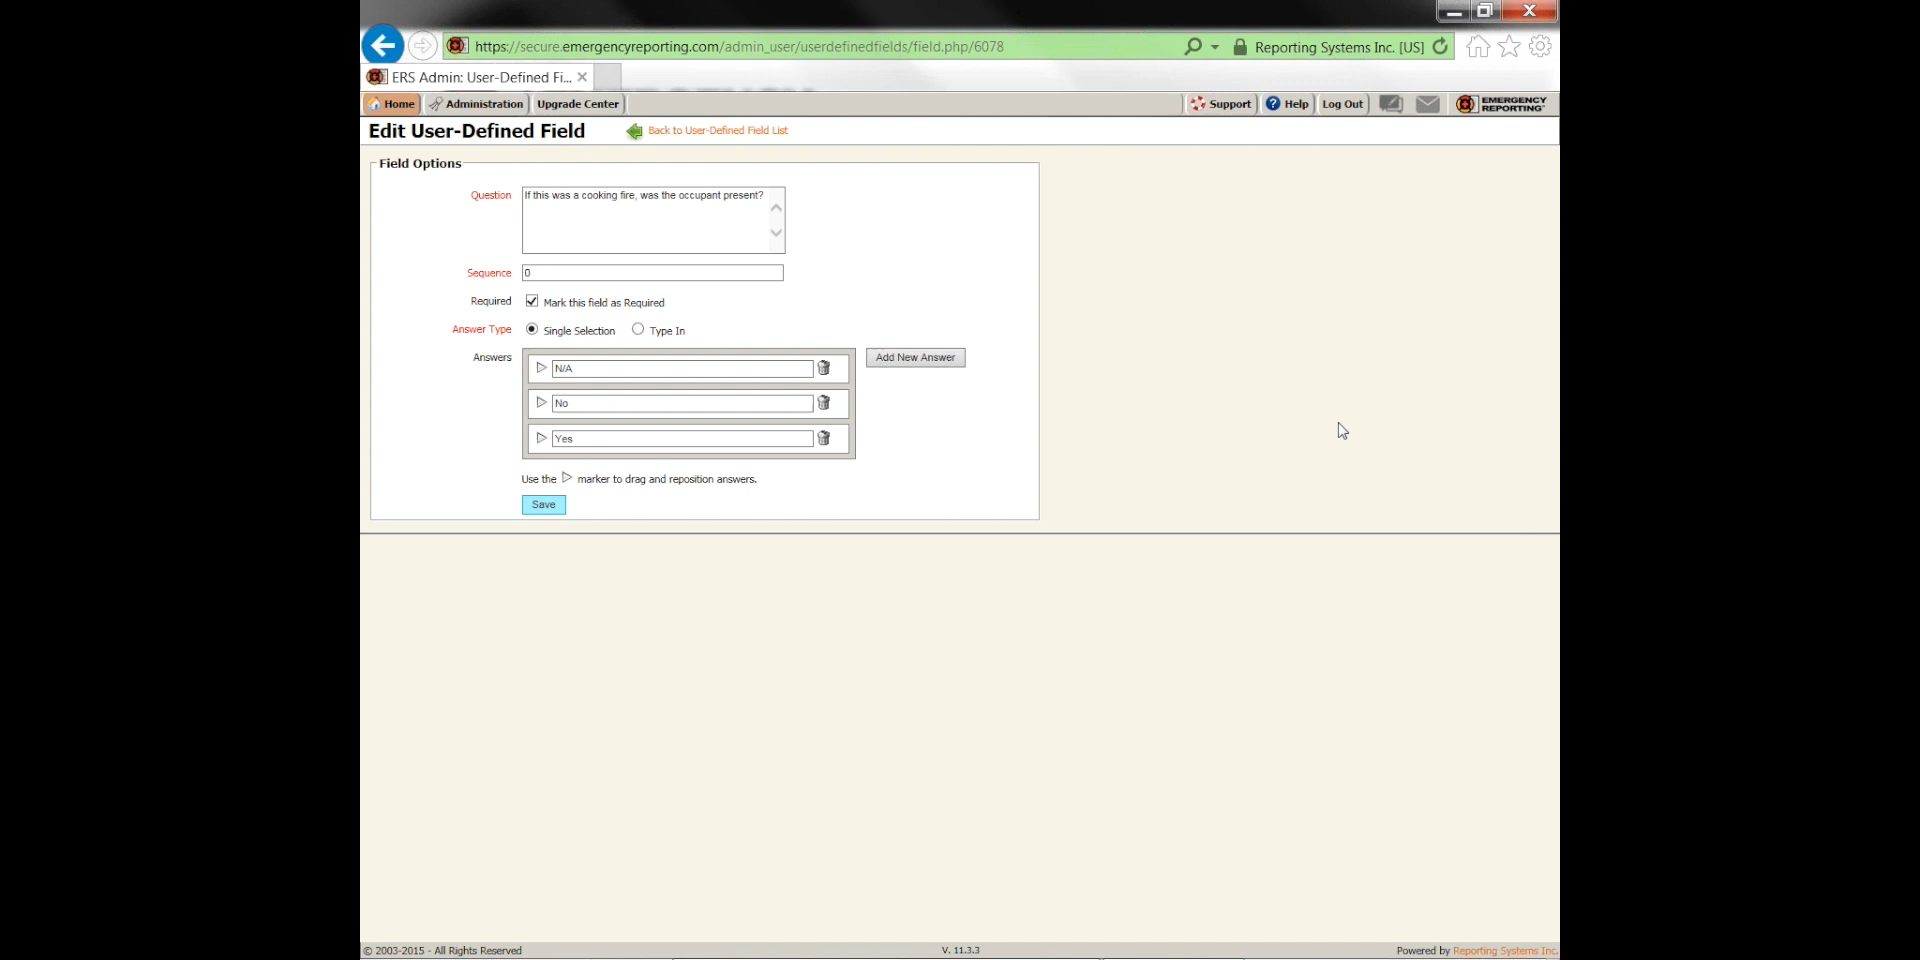 https://secure.emergencyreporting.com/admin_user/userdefinedfields/field.php/6078 Reporting Systems Inc. [US]
ERS Admin: User-Defined Fi...
Home Administration Upgrade Center Support Help Log Out EMERGENCY REPORTING
Edit User-Defined Field Back to User-Defined Field List
Field Options
Question If this was a cooking fire, was the occupant present?
Sequence 0
Required Mark this field as Required
Answer Type Single Selection Type In
Answers N/A Add New Answer
No
Yes
Use the marker to drag and reposition answers.
Save
© 2003-2015 - All Rights Reserved V. 11.3.3 Powered by Reporting Systems Inc.